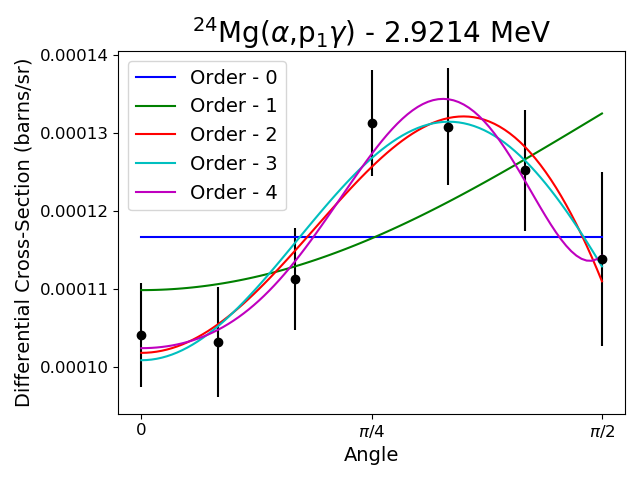 ²⁴Mg(α,p₁γ) - 2.9214 MeV
Differential Cross-Section (barns/sr)
0.00014
0.00013
0.00012
0.00011
0.00010
Order - 0
Order - 1
Order - 2
Order - 3
Order - 4
0
π/4
π/2
Angle